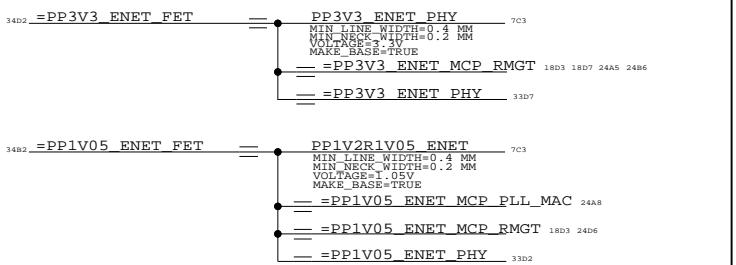 34D2 =PP3V3_ENET_FET PP3V3_ENET_PHY 7C3
MIN_LINE_WIDTH=0.4 MM
MIN_NECK_WIDTH=0.2 MM
VOLTAGE=3.3V
MAKE_BASE=TRUE
=PP3V3_ENET_MCP_RMGT 18D3 18D7 24A5 24B6
=PP3V3_ENET_PHY 33D7
34B2 =PP1V05_ENET_FET PP1V2R1V05_ENET 7C3
MIN_LINE_WIDTH=0.4 MM
MIN_NECK_WIDTH=0.2 MM
VOLTAGE=1.05V
MAKE_BASE=TRUE
=PP1V05_ENET_MCP_PLL_MAC 24A8
=PP1V05_ENET_MCP_RMGT 18D3 24D6
=PP1V05_ENET_PHY 33D2